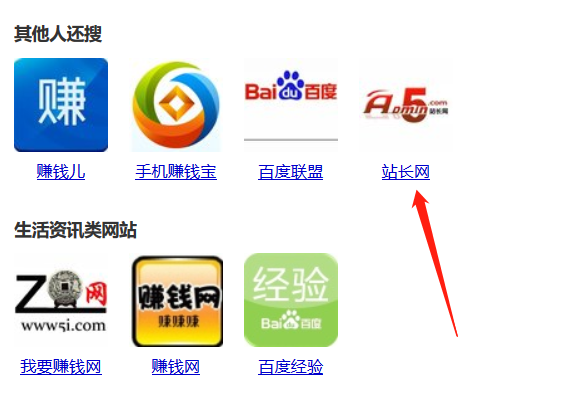 其他人还搜
赚
Bai du 百度
Admin5.com
站长网
赚钱儿 手机赚钱宝 百度联盟 站长网
生活资讯类网站
Z 网
www5i.com
赚钱网
赚赚赚
经验
Bai du 百度
我要赚钱网 赚钱网 百度经验